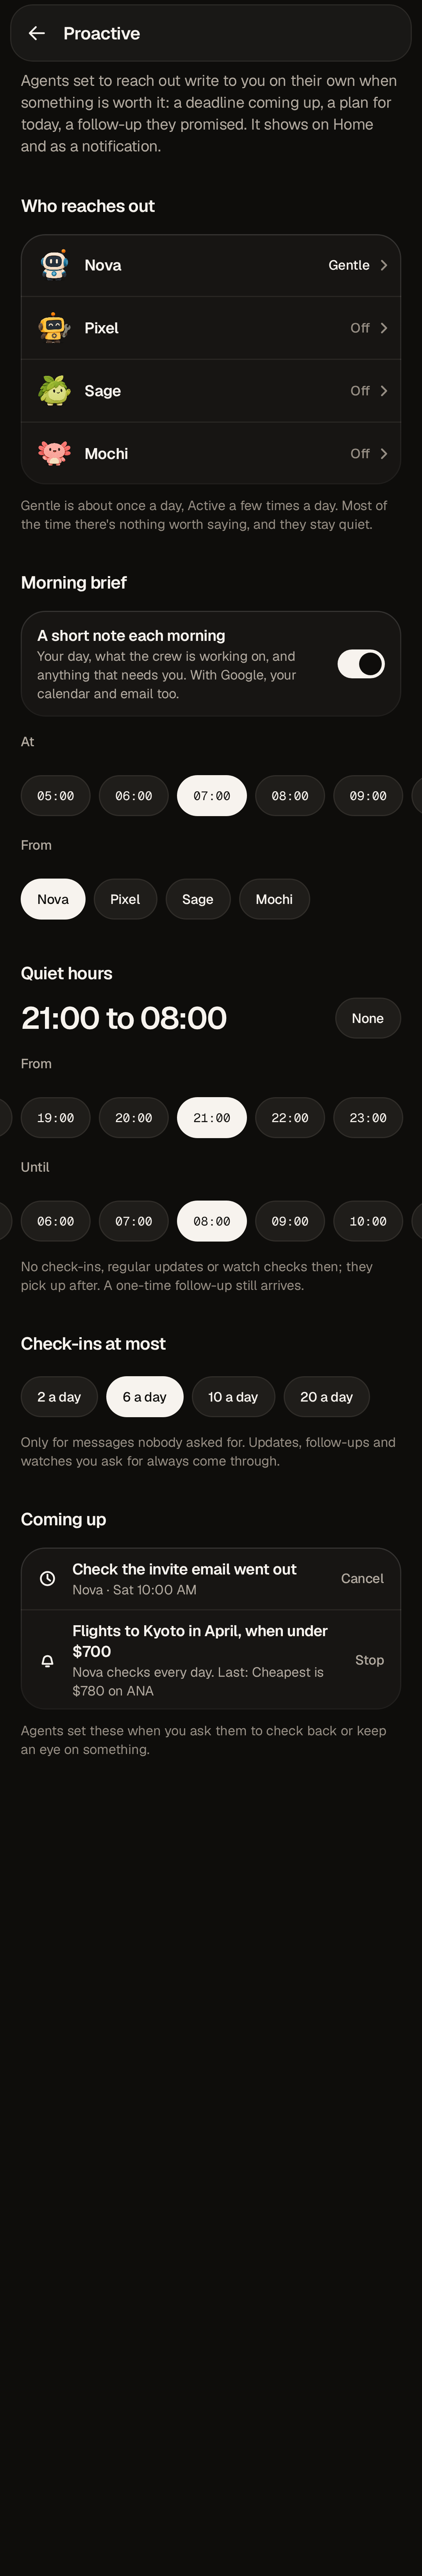 Proactive
Agents set to reach out write to you on their own when
something is worth it: a deadline coming up, a plan for
today, a follow-up they promised. It shows on Home
and as a notification.
Who reaches out
Nova Gentle
Pixel Off
Sage Off
Mochi Off
Gentle is about once a day, Active a few times a day. Most of
the time there's nothing worth saying, and they stay quiet.
Morning brief
A short note each morning
Your day, what the crew is working on, and
anything that needs you. With Google, your
calendar and email too.
At
05:00 06:00 07:00 08:00 09:00
From
Nova Pixel Sage Mochi
Quiet hours
21:00 to 08:00 None
From
19:00 20:00 21:00 22:00 23:00
Until
06:00 07:00 08:00 09:00 10:00
No check-ins, regular updates or watch checks then; they
pick up after. A one-time follow-up still arrives.
Check-ins at most
2 a day 6 a day 10 a day 20 a day
Only for messages nobody asked for. Updates, follow-ups and
watches you ask for always come through.
Coming up
Check the invite email went out
Nova · Sat 10:00 AM
Cancel
Flights to Kyoto in April, when under
$700
Nova checks every day. Last: Cheapest is
$780 on ANA
Stop
Agents set these when you ask them to check back or keep
an eye on something.